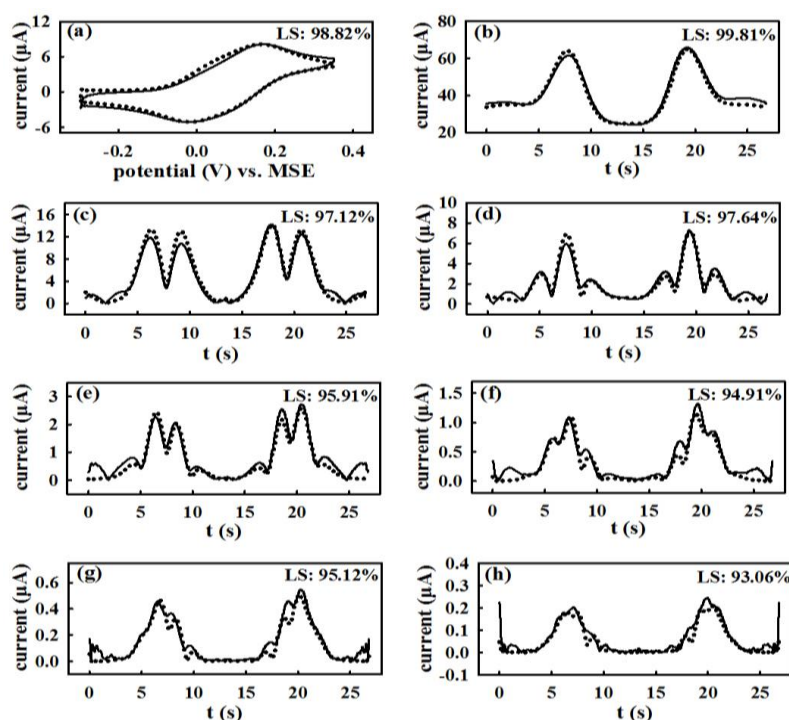 (a) LS: 98.82%
current (µA)
6
0
-6
-0.2 0.0 0.2 0.4
potential (V) vs. MSE
(b) LS: 99.81%
current (µA)
80
60
40
20
0 5 10 15 20 25
t (s)
(c) LS: 97.12%
current (µA)
16
12
8
4
0
0 5 10 15 20 25
t (s)
(d) LS: 97.64%
current (µA)
10
8
6
4
2
0
0 5 10 15 20 25
t (s)
(e) LS: 95.91%
current (µA)
3
2
1
0
0 5 10 15 20 25
t (s)
(f) LS: 94.91%
current (µA)
1.5
1.0
0.5
0.0
0 5 10 15 20 25
t (s)
(g) LS: 95.12%
current (µA)
0.6
0.4
0.2
0.0
0 5 10 15 20 25
t (s)
(h) LS: 93.06%
current (µA)
0.4
0.3
0.2
0.1
0.0
-0.1
0 5 10 15 20 25
t (s)